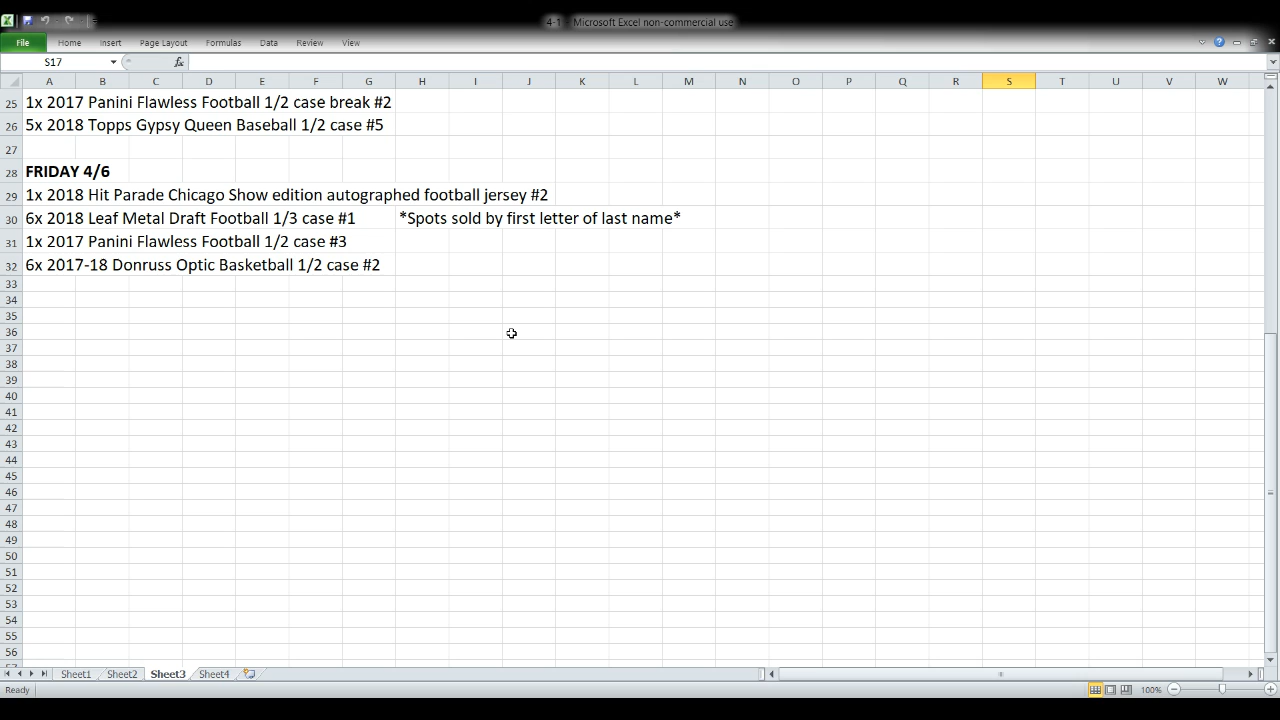 4-1 - Microsoft Excel non-commercial use
File Home Insert Page Layout Formulas Data Review View
S17 fx
A B C D E F G H I J K L M N O P Q R S T U V W
25 1x 2017 Panini Flawless Football 1/2 case break #2
26 5x 2018 Topps Gypsy Queen Baseball 1/2 case #5
27
28 FRIDAY 4/6
29 1x 2018 Hit Parade Chicago Show edition autographed football jersey #2
30 6x 2018 Leaf Metal Draft Football 1/3 case #1 *Spots sold by first letter of last name*
31 1x 2017 Panini Flawless Football 1/2 case #3
32 6x 2017-18 Donruss Optic Basketball 1/2 case #2
33
34
35
36
37
38
39
40
41
42
43
44
45
46
47
48
49
50
51
52
53
54
55
56
57
Sheet1 Sheet2 Sheet3 Sheet4
Ready 100%